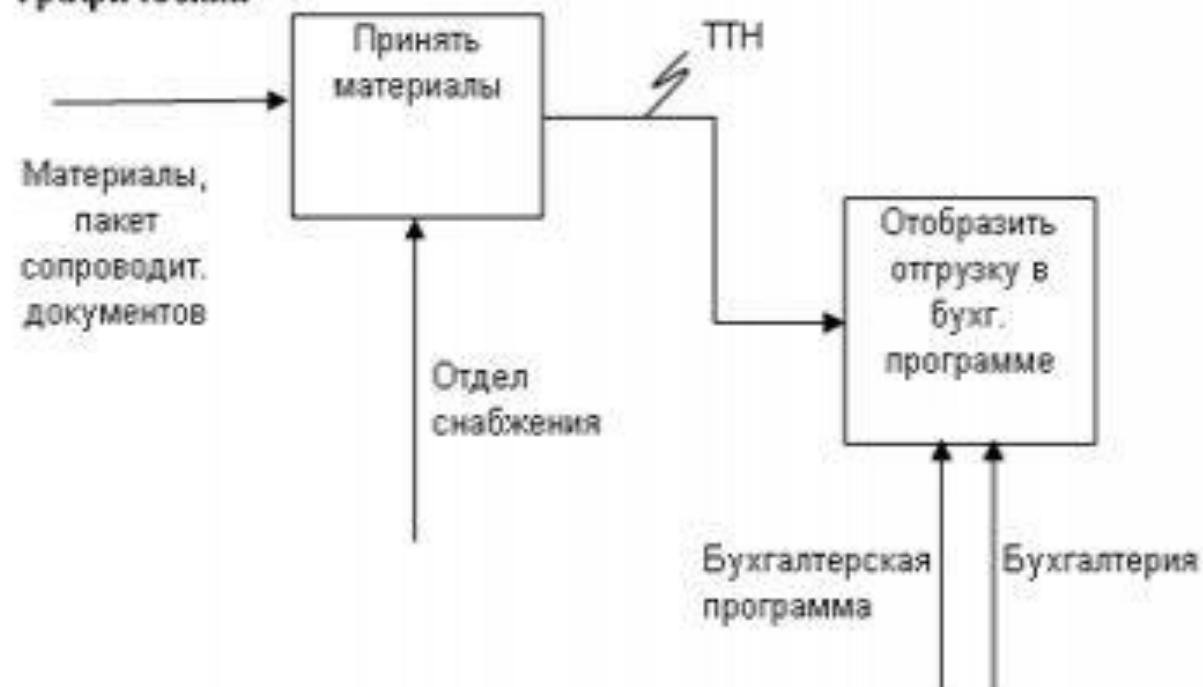 Принять
материалы
ТТН
Материалы,
пакет
сопроводит.
документов
Отобразить
отгрузку в
бухг.
программе
Отдел
снабжения
Бухгалтерская
программа
Бухгалтерия